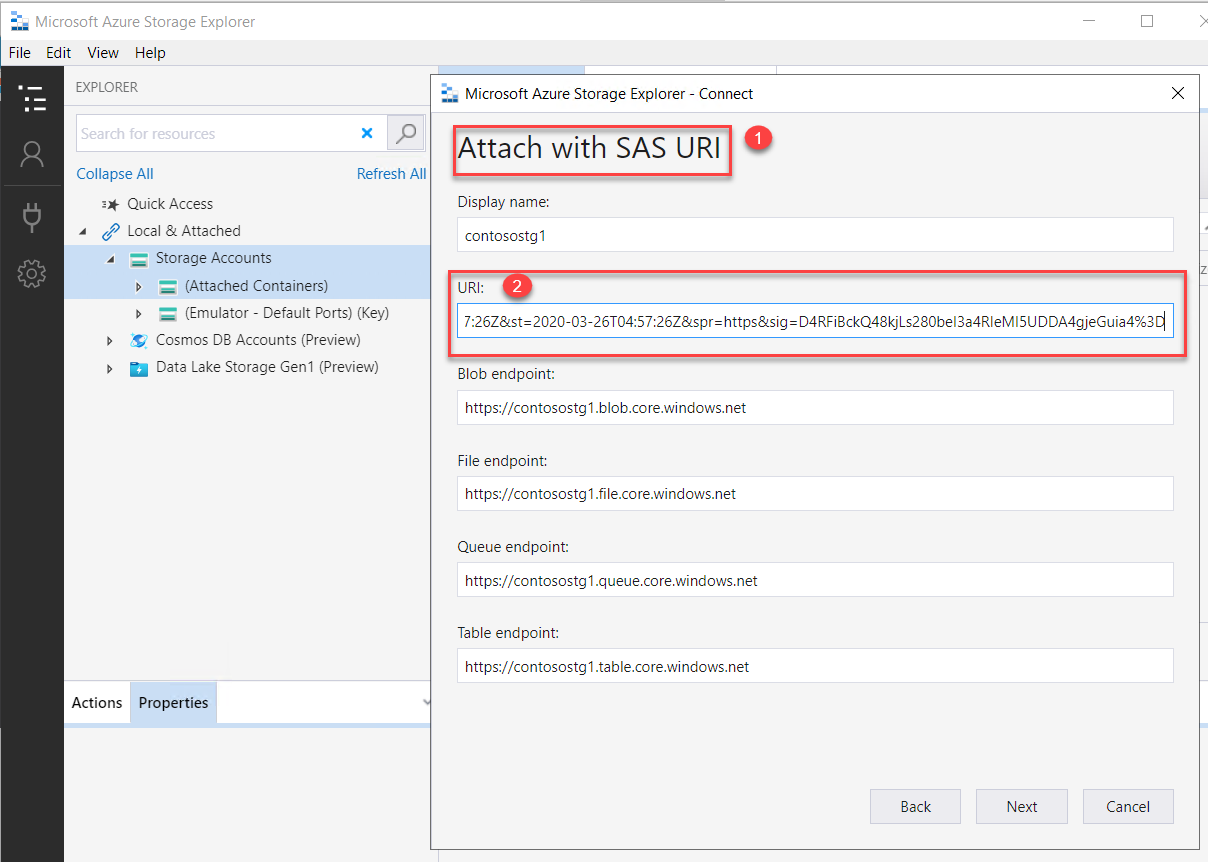 Microsoft Azure Storage Explorer
File Edit View Help
EXPLORER
Search for resources
Collapse All Refresh All
Quick Access
Local & Attached
Storage Accounts
(Attached Containers)
(Emulator - Default Ports) (Key)
Cosmos DB Accounts (Preview)
Data Lake Storage Gen1 (Preview)
Actions Properties
Microsoft Azure Storage Explorer - Connect
Attach with SAS URI 1
Display name:
contosostg1
URI: 2
7:26Z&st=2020-03-26T04:57:26Z&spr=https&sig=D4RFiBckQ48kjLs280beI3a4RIeMI5UDDA4gjeGuia4%3D
Blob endpoint:
https://contosostg1.blob.core.windows.net
File endpoint:
https://contosostg1.file.core.windows.net
Queue endpoint:
https://contosostg1.queue.core.windows.net
Table endpoint:
https://contosostg1.table.core.windows.net
Back Next Cancel